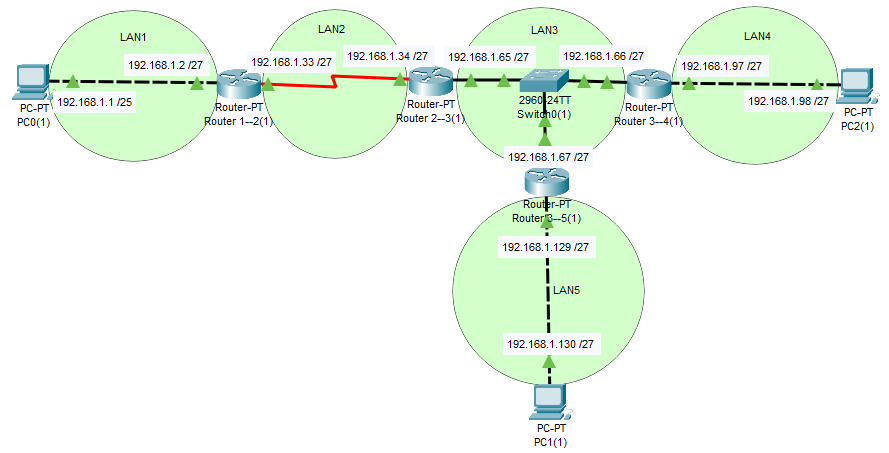 LAN1
LAN2
LAN3
LAN4
192.168.1.2 /27
192.168.1.33 /27
192.168.1.34 /27
192.168.1.65 /27
192.168.1.66 /27
192.168.1.97 /27
192.168.1.1 /25
192.168.1.98 /27
PC-PT
PC0(1)
Router-PT
Router 1--2(1)
Router-PT
Router 2--3(1)
2960-24TT
Switch0(1)
Router-PT
Router 3--4(1)
PC-PT
PC2(1)
192.168.1.67 /27
Router-PT
Router 3--5(1)
192.168.1.129 /27
LAN5
192.168.1.130 /27
PC-PT
PC1(1)